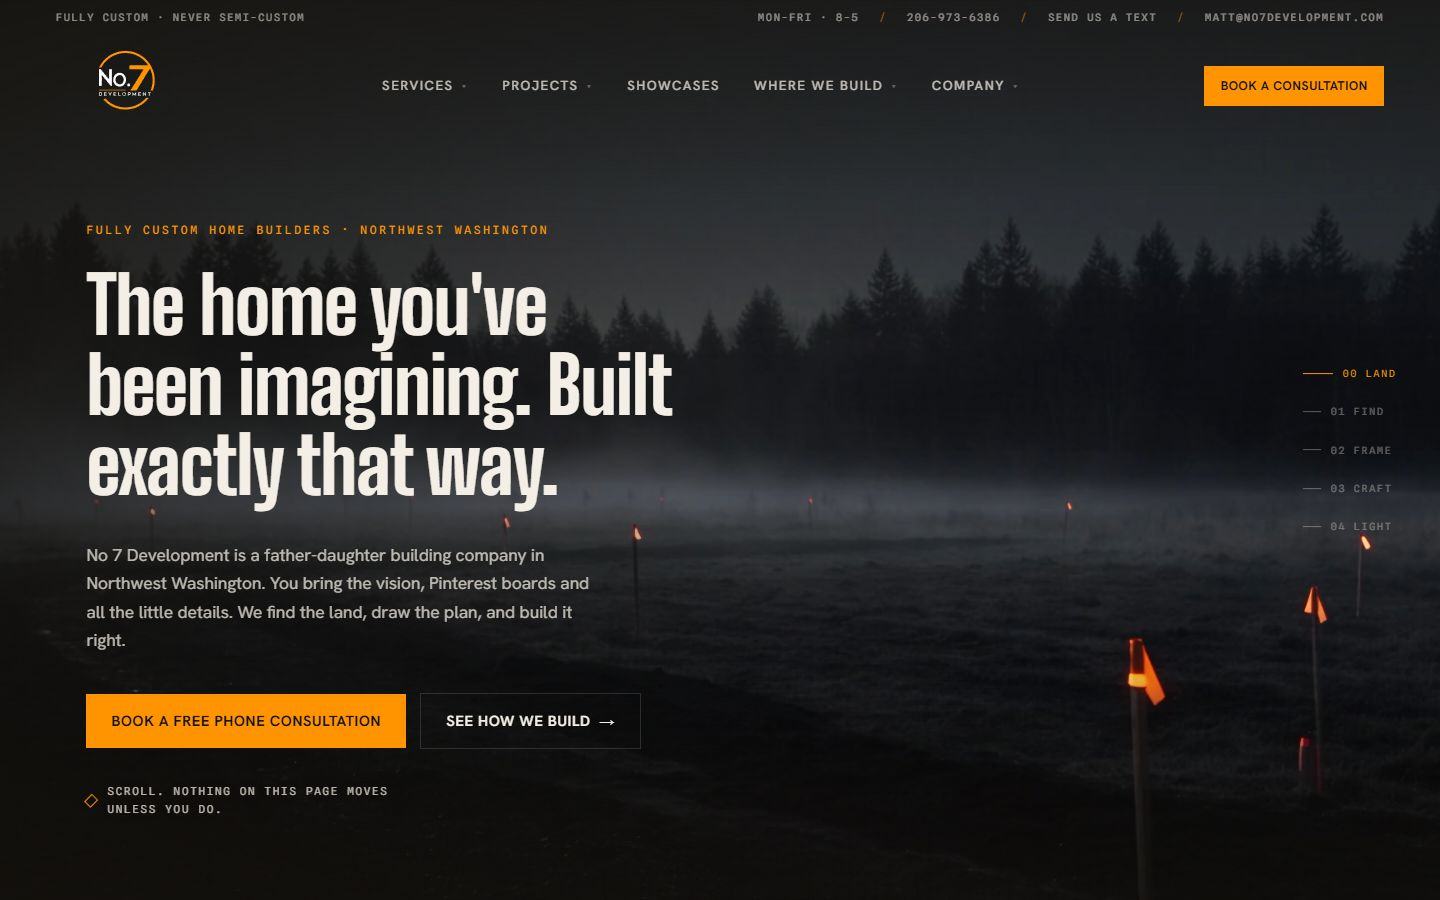 FULLY CUSTOM · NEVER SEMI-CUSTOM
MON-FRI · 8-5 / 206-973-6386 / SEND US A TEXT / MATT@NO7DEVELOPMENT.COM
No.7
DEVELOPMENT
SERVICES
PROJECTS
SHOWCASES
WHERE WE BUILD
COMPANY
BOOK A CONSULTATION
FULLY CUSTOM HOME BUILDERS · NORTHWEST WASHINGTON
The home you've
been imagining. Built
exactly that way.
00 LAND
01 FIND
02 FRAME
03 CRAFT
04 LIGHT
No 7 Development is a father-daughter building company in
Northwest Washington. You bring the vision, Pinterest boards and
all the little details. We find the land, draw the plan, and build it
right.
BOOK A FREE PHONE CONSULTATION
SEE HOW WE BUILD →
SCROLL. NOTHING ON THIS PAGE MOVES
UNLESS YOU DO.